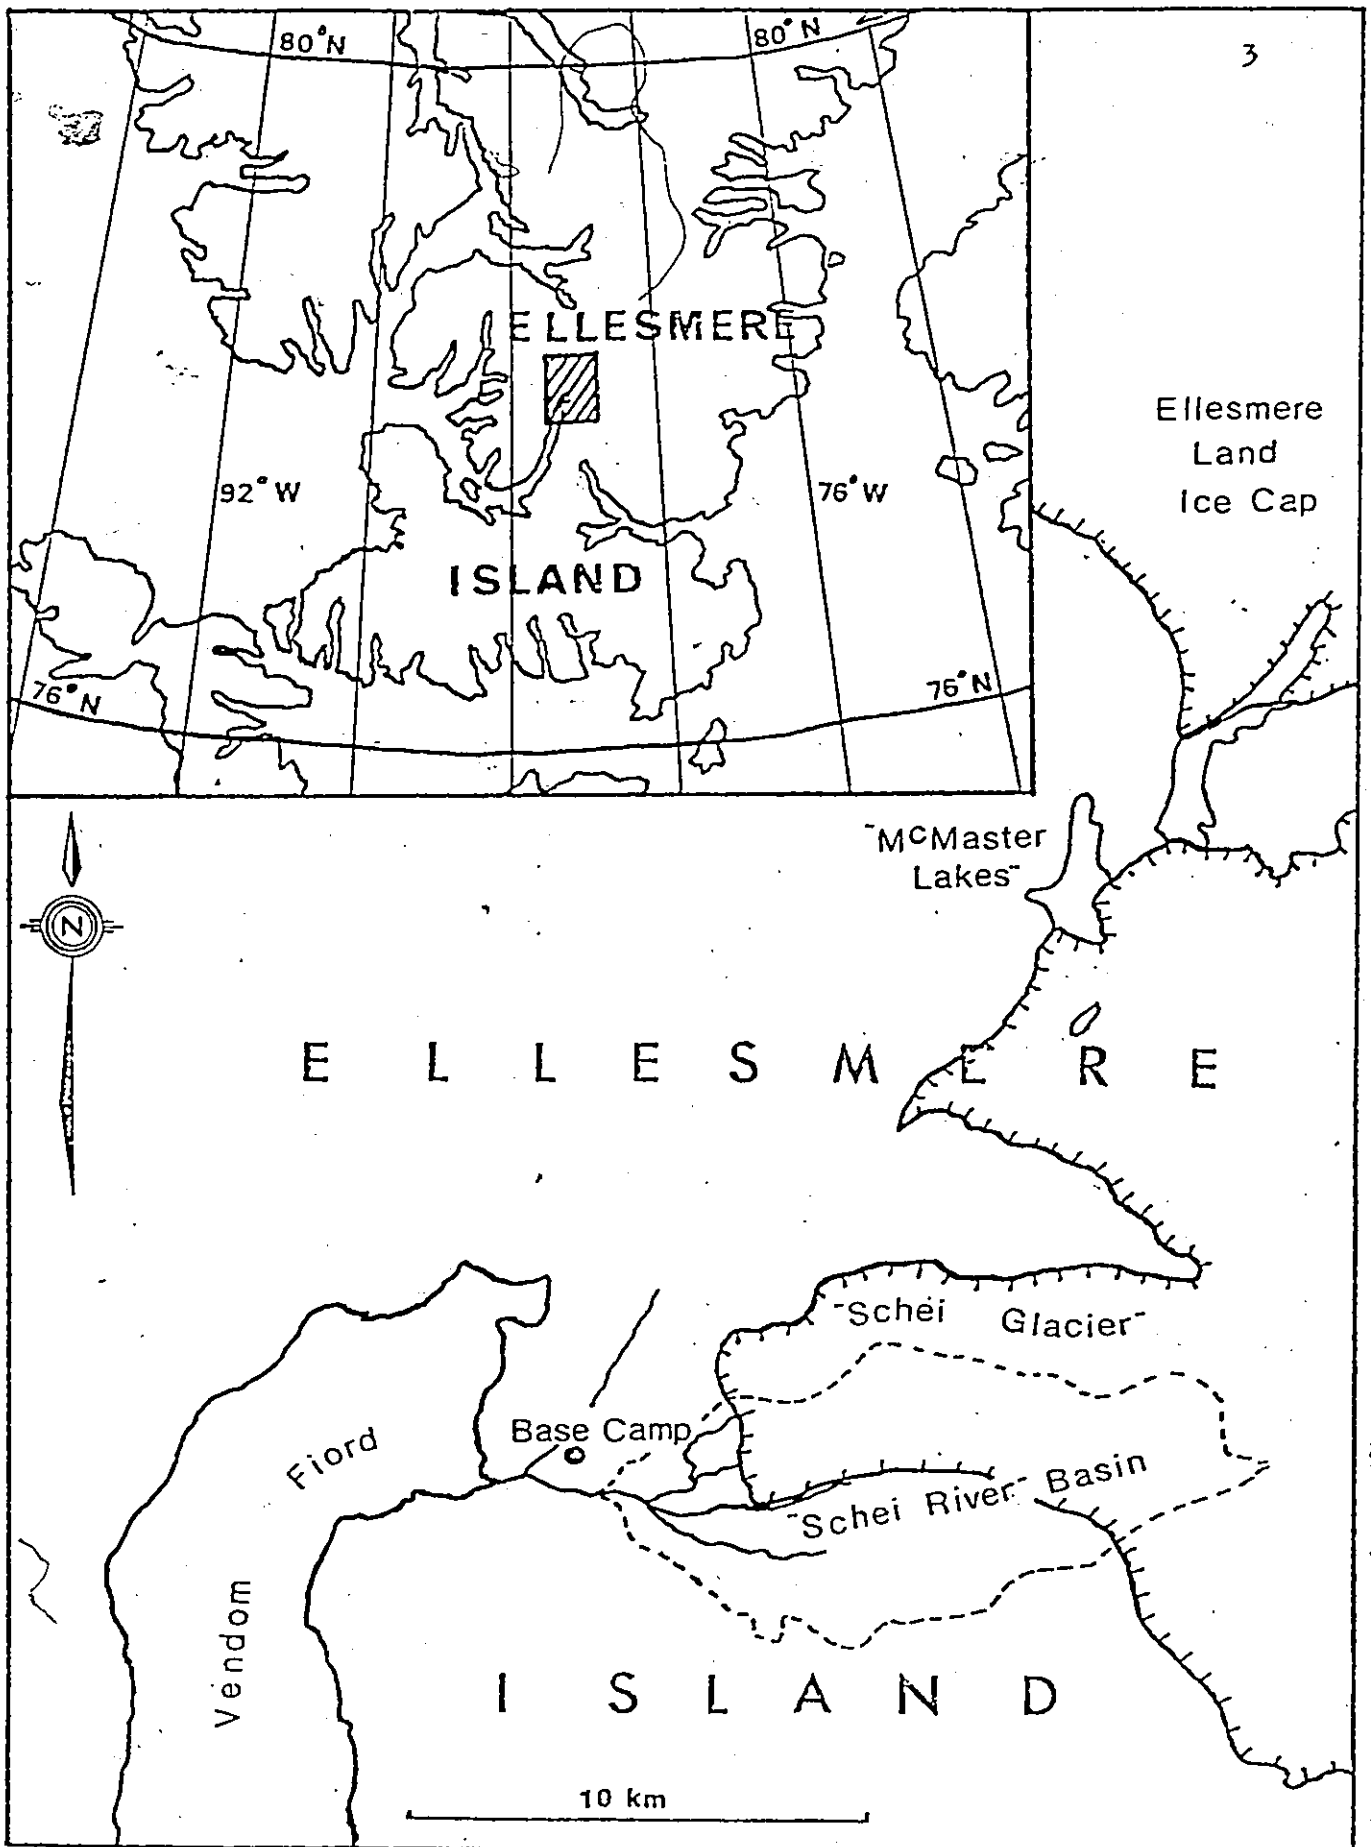 3
80°N
80°N
ELLESMERE
92°W
76°W
ISLAND
76°N
76°N
Ellesmere
Land
Ice Cap
"McMaster
Lakes"
N
E L L E S M E R E
"Schei Glacier"
Base Camp
Fiord
"Schei River" Basin
Vendom
I S L A N D
10 km